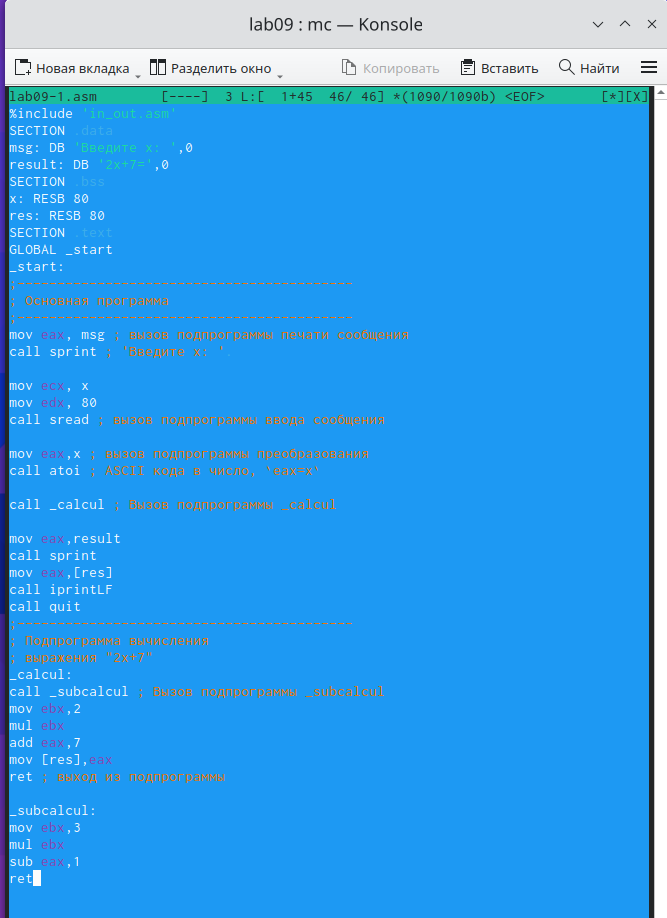 lab09 : mc — Konsole
Новая вкладка Разделить окно Копировать Вставить Найти
lab09-1.asm [----] 3 L:[ 1+45 46/ 46] *(1090/1090b) <EOF> [*][X]
%include 'in_out.asm'
SECTION .data
msg: DB 'Введите x: ',0
result: DB '2x+7=',0
SECTION .bss
x: RESB 80
res: RESB 80
SECTION .text
GLOBAL _start
_start:
;------------------------------------------
; Основная программа
;------------------------------------------
mov eax, msg ; вызов подпрограммы печати сообщения
call sprint ; 'Введите x: '
mov ecx, x
mov edx, 80
call sread ; вызов подпрограммы ввода сообщения
mov eax,x ; вызов подпрограммы преобразования
call atoi ; ASCII кода в число, `eax=x`
call _calcul ; Вызов подпрограммы _calcul
mov eax,result
call sprint
mov eax,[res]
call iprintLF
call quit
;------------------------------------------
; Подпрограмма вычисления
; выражения "2x+7"
_calcul:
call _subcalcul ; Вызов подпрограммы _subcalcul
mov ebx,2
mul ebx
add eax,7
mov [res],eax
ret ; выход из подпрограммы
_subcalcul:
mov ebx,3
mul ebx
sub eax,1
ret